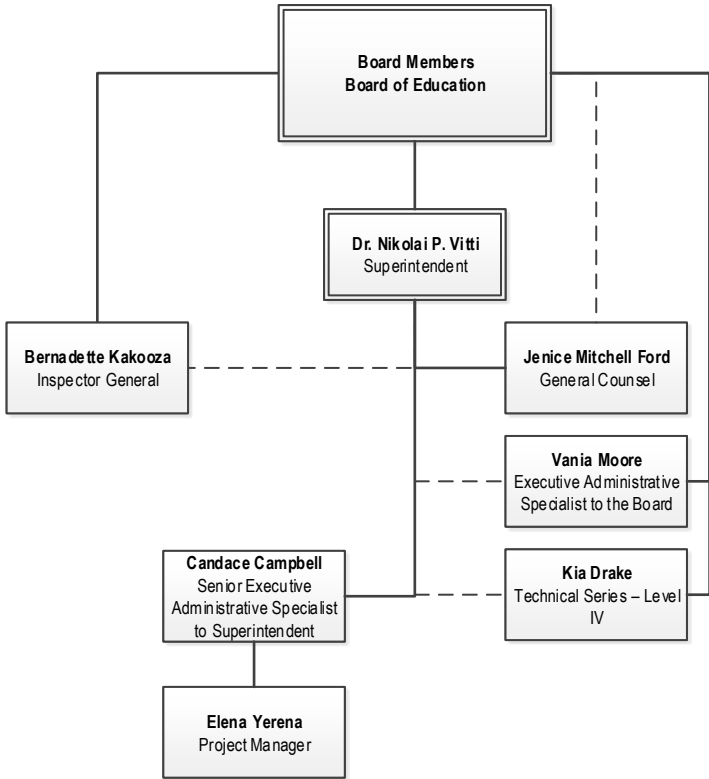 Board Members
Board of Education
Dr. Nikolai P. Vitti
Superintendent
Bernadette Kakooza
Inspector General
Jenice Mitchell Ford
General Counsel
Vania Moore
Executive Administrative
Specialist to the Board
Candace Campbell
Senior Executive
Administrative Specialist
to Superintendent
Kia Drake
Technical Series – Level
IV
Elena Yerena
Project Manager